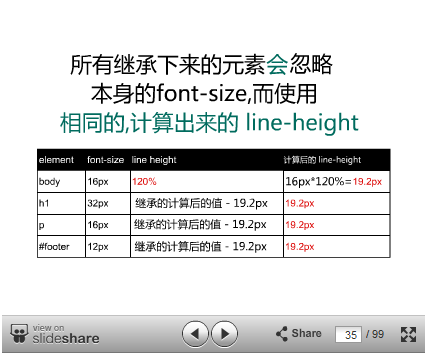 所有继承下来的元素会忽略
本身的font-size,而使用
相同的,计算出来的 line-height
element font-size line height 计算后的 line-height
body 16px 120% 16px*120%=19.2px
h1 32px 继承的计算后的值 - 19.2px 19.2px
p 16px 继承的计算后的值 - 19.2px 19.2px
#footer 12px 继承的计算后的值 - 19.2px 19.2px
view on
slideshare Share 35 / 99